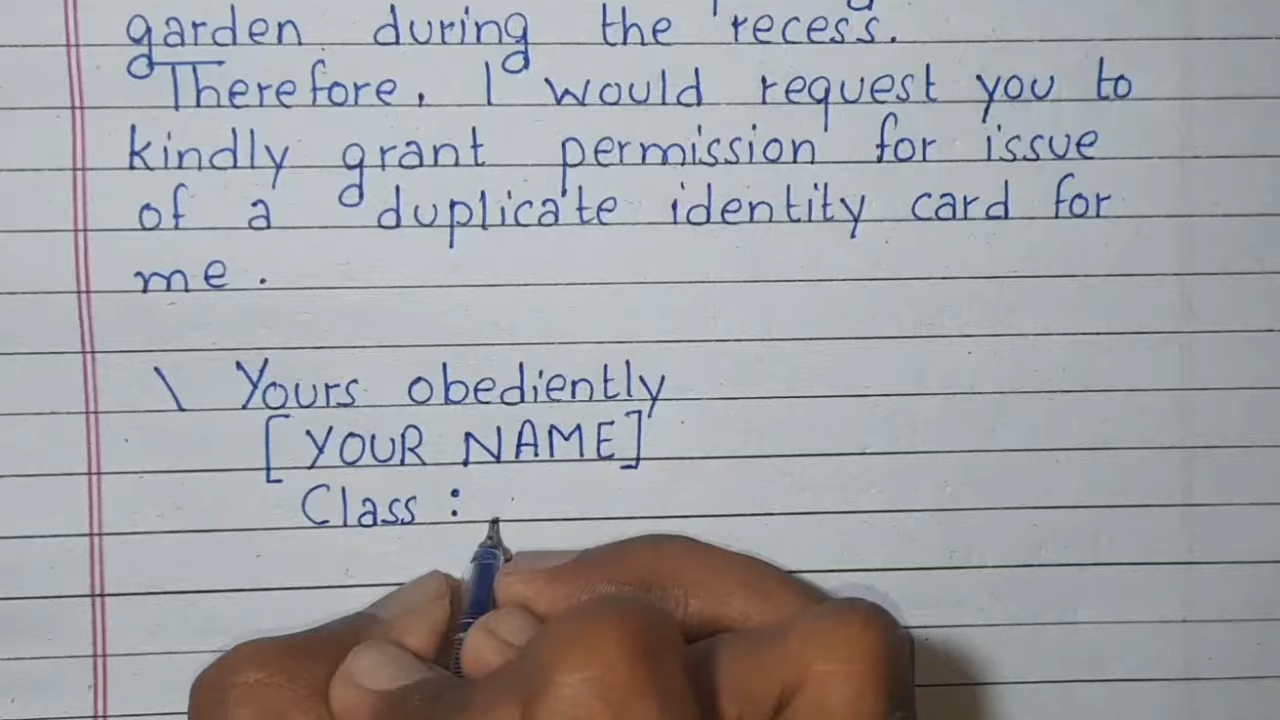 garden during the recess.
Therefore, I would request you to
kindly grant permission for issue
of a duplicate identity card for
me.
\ Yours obediently
[YOUR NAME]
Class :